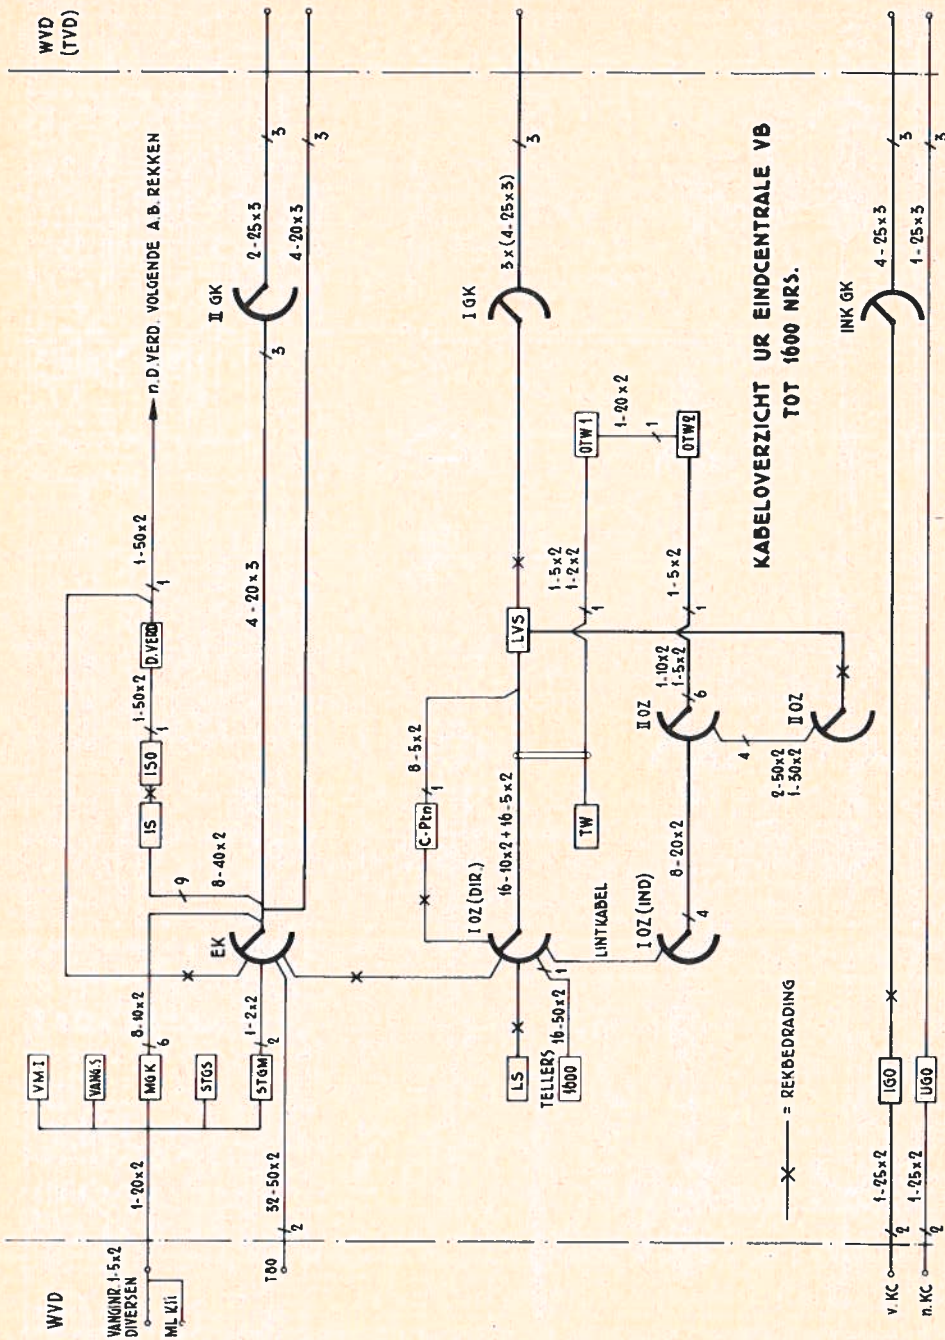 WVD
(TVD)
n.D.VERD. VOLGENDE A.B. REKKEN
2-25x3
3
4-20x3
3
II GK
3
1-50x2
1
D.VERD
1-50x2
1
ISO
IS
4-20x3
9
8-40x2
EK
8-10x2
6
1-2x2
2
V.M.I
VANG.S
MGK
STGS
STGM
1-20x2
32-50x2
2
WVD
VANGINR. 1-5x2
DIVERSEN
T80
3x(4-25x3)
3
I GK
LVS
8-5x2
1
C-Ptn
16-10x2 + 16-5x2
I OZ (DIR.)
LS
TELLERS
1600
16-50x2
1
LINTKABEL
I OZ (IND)
4
8-20x2
TW
1-5x2
1-2x2
1
OTW1
1-20x2
1
OTW2
1-5x2
1
1-10x2
1-5x2
6
II OZ
4
2-50x2
1-30x2
II OZ
KABELOVERZICHT UR EINDCENTRALE VB
TOT 1600 NRS.
= REKBEDRADING
INK GK
4-25x3
3
1-25x3
3
IGO
UGO
1-25x2
2
1-25x2
2
v. KC
n. KC